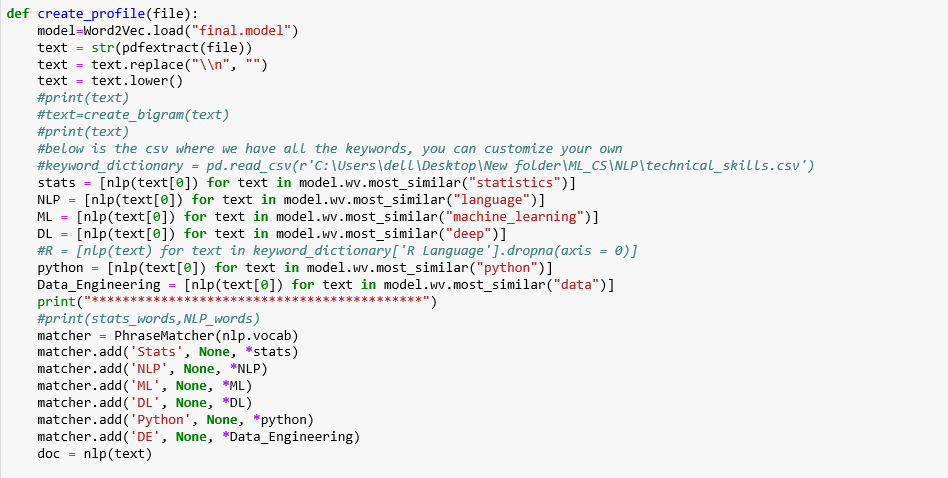 def create_profile(file):
    model=Word2Vec.load("final.model")
    text = str(pdfextract(file))
    text = text.replace("\\n", "")
    text = text.lower()
    #print(text)
    #text=create_bigram(text)
    #print(text)
    #below is the csv where we have all the keywords, you can customize your own
    #keyword_dictionary = pd.read_csv(r'C:\Users\dell\Desktop\New folder\ML_CS\NLP\technical_skills.csv')
    stats = [nlp(text[0]) for text in model.wv.most_similar("statistics")]
    NLP = [nlp(text[0]) for text in model.wv.most_similar("language")]
    ML = [nlp(text[0]) for text in model.wv.most_similar("machine_learning")]
    DL = [nlp(text[0]) for text in model.wv.most_similar("deep")]
    #R = [nlp(text) for text in keyword_dictionary['R Language'].dropna(axis = 0)]
    python = [nlp(text[0]) for text in model.wv.most_similar("python")]
    Data_Engineering = [nlp(text[0]) for text in model.wv.most_similar("data")]
    print("*******************************************")
    #print(stats_words,NLP_words)
    matcher = PhraseMatcher(nlp.vocab)
    matcher.add('Stats', None, *stats)
    matcher.add('NLP', None, *NLP)
    matcher.add('ML', None, *ML)
    matcher.add('DL', None, *DL)
    matcher.add('Python', None, *python)
    matcher.add('DE', None, *Data_Engineering)
    doc = nlp(text)